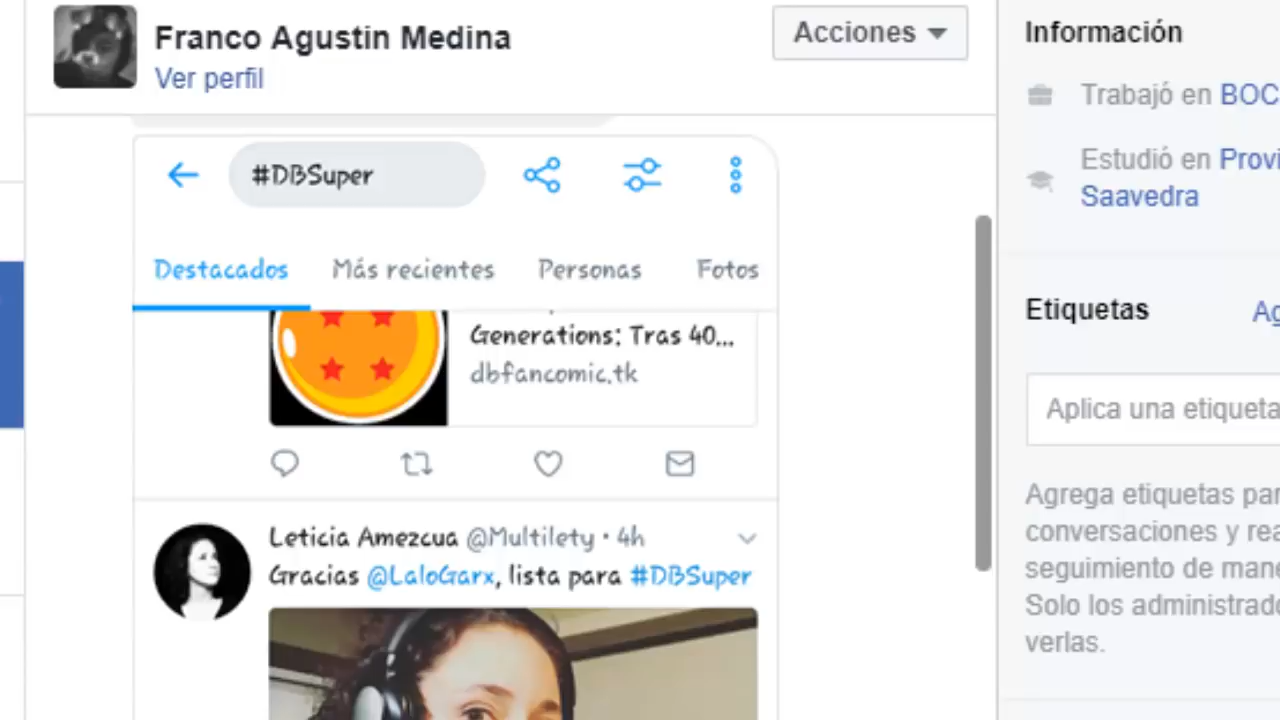 Franco Agustin Medina
Ver perfil
Acciones
#DBSuper
Destacados Más recientes Personas Fotos
Generations: Tras 40...
dbfancomic.tk
Leticia Amezcua @Multilety · 4h
Gracias @LaloGarx, lista para #DBSuper
Información
Trabajó en BOC
Estudió en Provi
Saavedra
Etiquetas Ag
Aplica una etiqueta
Agrega etiquetas par
conversaciones y rea
seguimiento de mane
Solo los administrado
verlas.